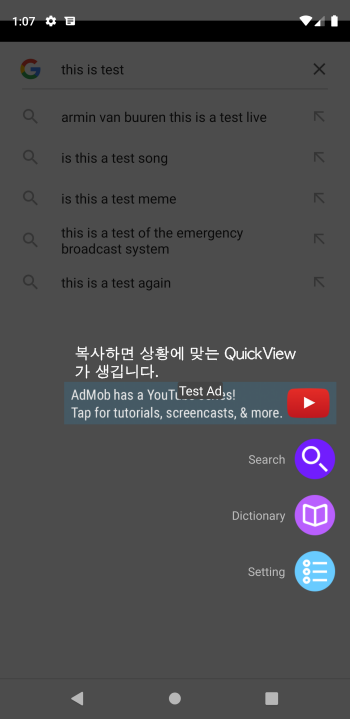 1:07
this is test
armin van buuren this is a test live
is this a test song
is this a test meme
this is a test of the emergency
broadcast system
this is a test again
복사하면 상황에 맞는 QuickView
가 생깁니다.
Test Ad
AdMob has a YouTube
Tap for tutorials, screencasts, & more.
Search
Dictionary
Setting